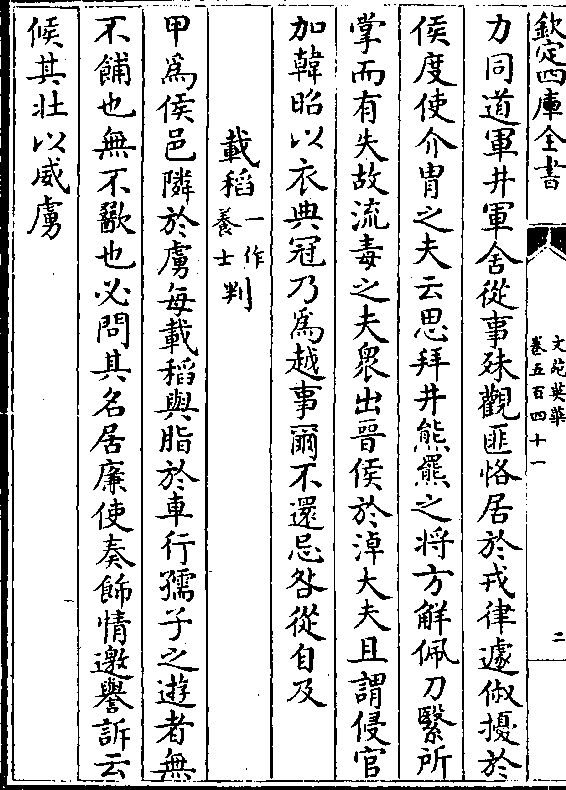 欽定四庫全書
文苑英華
卷五百四十一
二
力同道軍井軍舍從事殊觀匪恪居於戎律遽俶擾於
侯度使介胄之夫云思拜井熊羆之將方解佩刀繄所
掌而有失故流毒之夫衆出晉侯於淖大夫且謂侵官
加韓昭以衣典冠乃爲越事爾不還忌咎從自及
載稻一作養士判
甲爲侯邑隣於虜每載稻與脂於車行孺子之遊者無
不餔也無不歠也必問其名居廉使奏飾情邀譽訴云
候其壯以威虜